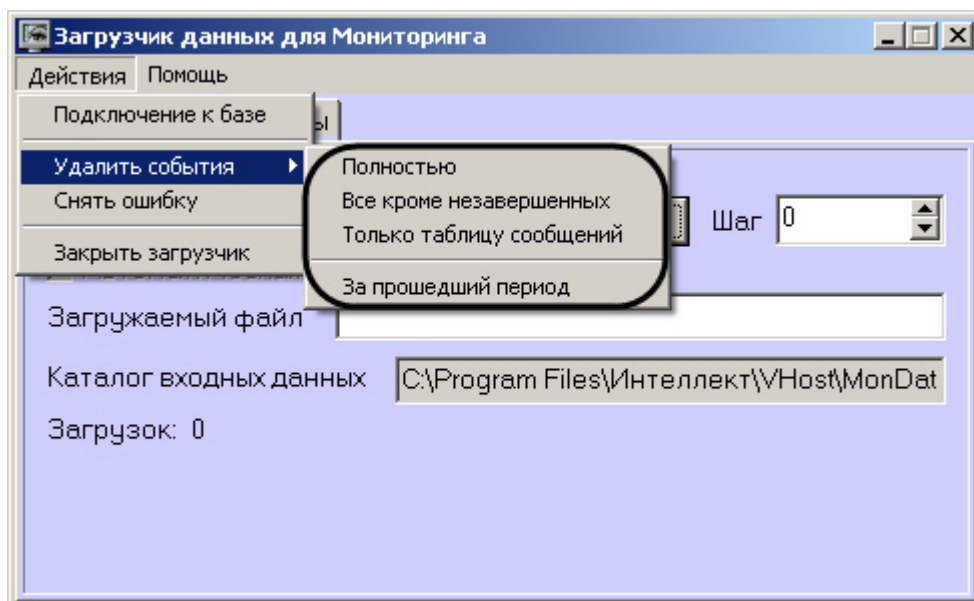 Загрузчик данных для Мониторинга
Действия Помощь
Подключение к базе
Удалить события
Снять ошибку
Закрыть загрузчик
Полностью
Все кроме незавершенных
Только таблицу сообщений
За прошедший период
Шаг 0
Загружаемый файл
Каталог входных данных C:\Program Files\Интеллект\VHost\MonDat
Загрузок: 0